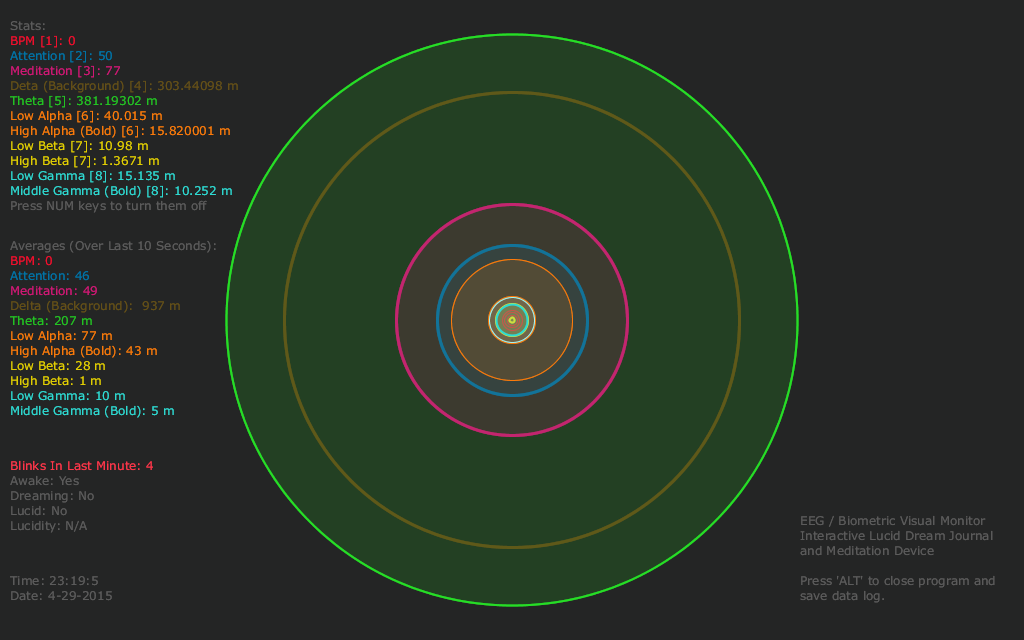 Stats:
BPM [1]: 0
Attention [2]: 50
Meditation [3]: 77
Deta (Background) [4]: 303.44098 m
Theta [5]: 381.19302 m
Low Alpha [6]: 40.015 m
High Alpha (Bold) [6]: 15.820001 m
Low Beta [7]: 10.98 m
High Beta [7]: 1.3671 m
Low Gamma [8]: 15.135 m
Middle Gamma (Bold) [8]: 10.252 m
Press NUM keys to turn them off
Averages (Over Last 10 Seconds):
BPM: 0
Attention: 46
Meditation: 49
Delta (Background):  937 m
Theta: 207 m
Low Alpha: 77 m
High Alpha (Bold): 43 m
Low Beta: 28 m
High Beta: 1 m
Low Gamma: 10 m
Middle Gamma (Bold): 5 m
Blinks In Last Minute: 4
Awake: Yes
Dreaming: No
Lucid: No
Lucidity: N/A
Time: 23:19:5
Date: 4-29-2015
EEG / Biometric Visual Monitor
Interactive Lucid Dream Journal
and Meditation Device
Press 'ALT' to close program and
save data log.